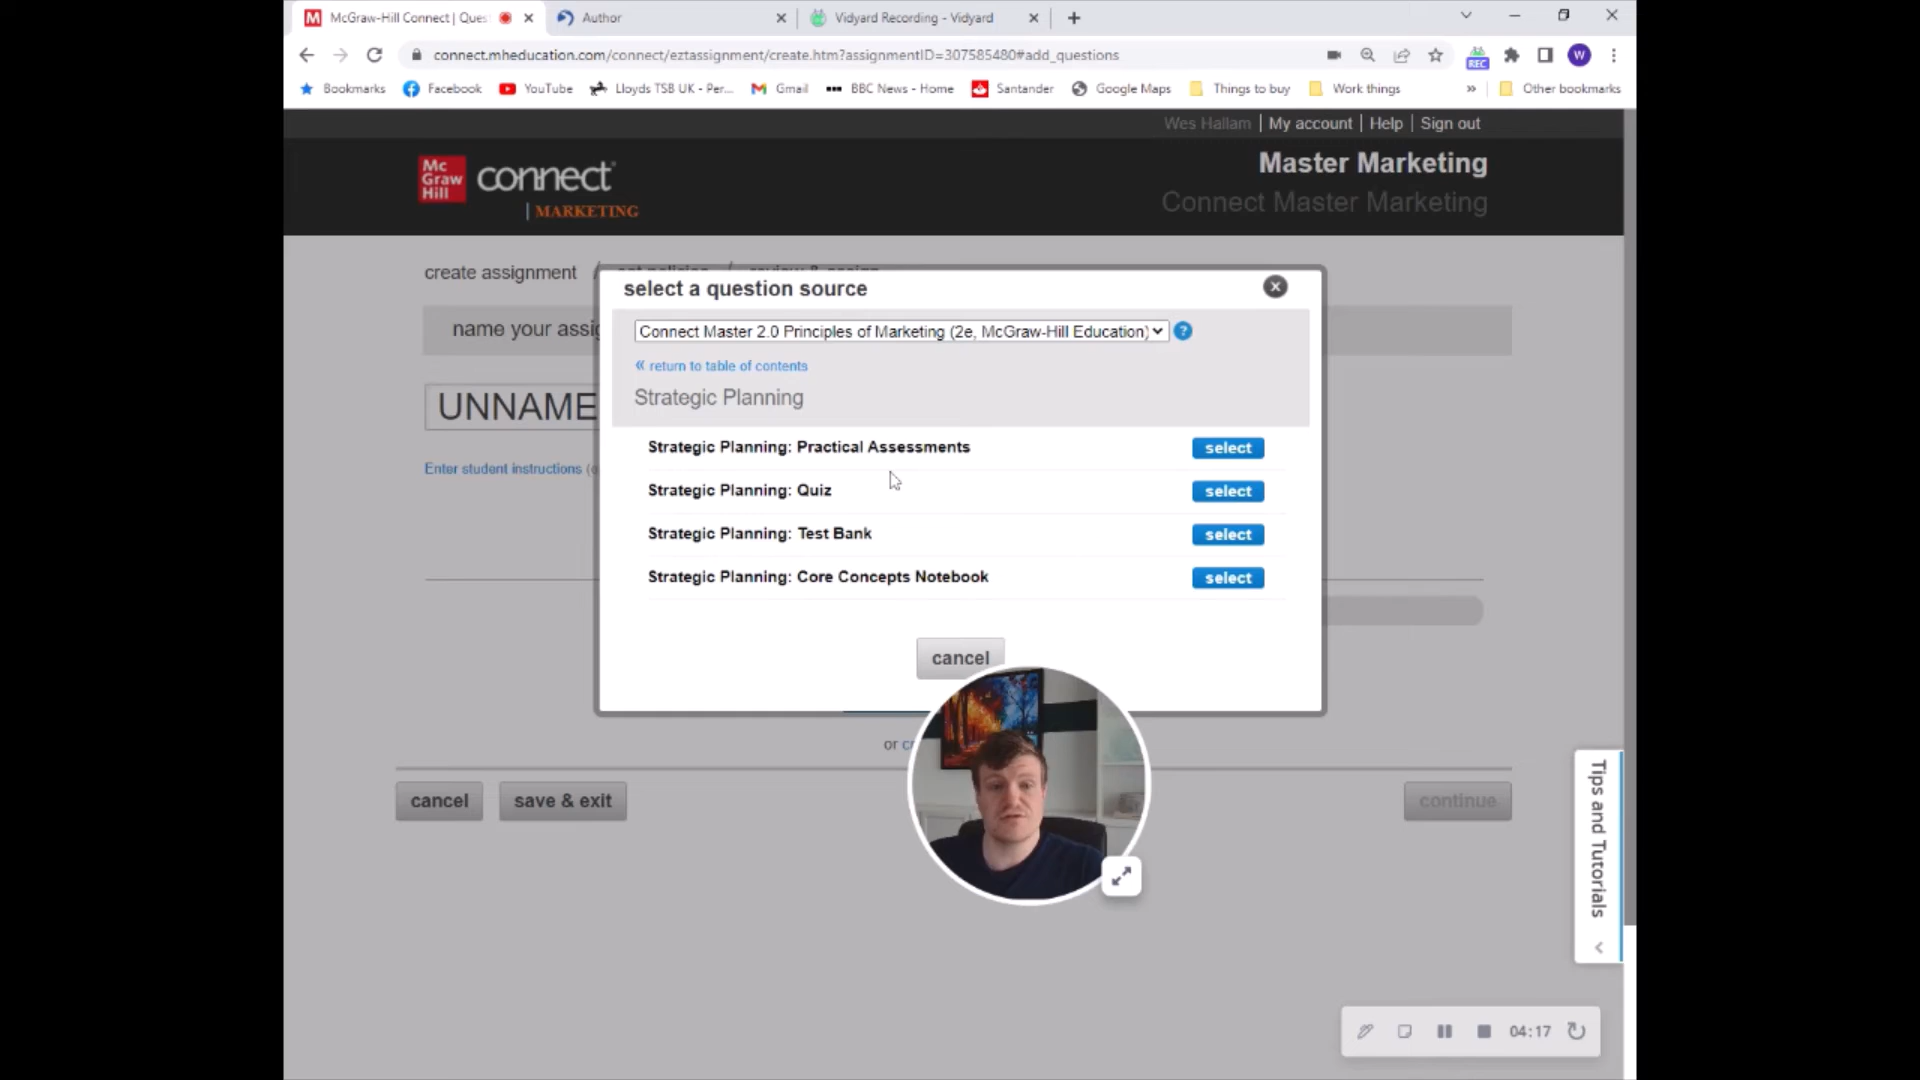 McGraw-Hill Connect | Ques
Author
Vidyard Recording - Vidyard
connect.mheducation.com/connect/eztassignment/create.htm?assignmentID=307585480#add_questions
REC
W
Bookmarks
Facebook
YouTube
Lloyds TSB UK - Per...
Gmail
BBC News - Home
Santander
Google Maps
Things to buy
Work things
»
Other bookmarks
Wes Hallam | My account | Help | Sign out
Mc
Graw
Hill
connect
| MARKETING
Master Marketing
Connect Master Marketing
create assignment /
name your assig
UNNAME
Enter student instructions (o
select a question source
Connect Master 2.0 Principles of Marketing (2e, McGraw-Hill Education)
?
« return to table of contents
Strategic Planning
Strategic Planning: Practical Assessments
select
Strategic Planning: Quiz
select
Strategic Planning: Test Bank
select
Strategic Planning: Core Concepts Notebook
select
cancel
or
cancel
save & exit
continue
Tips and Tutorials
04:17